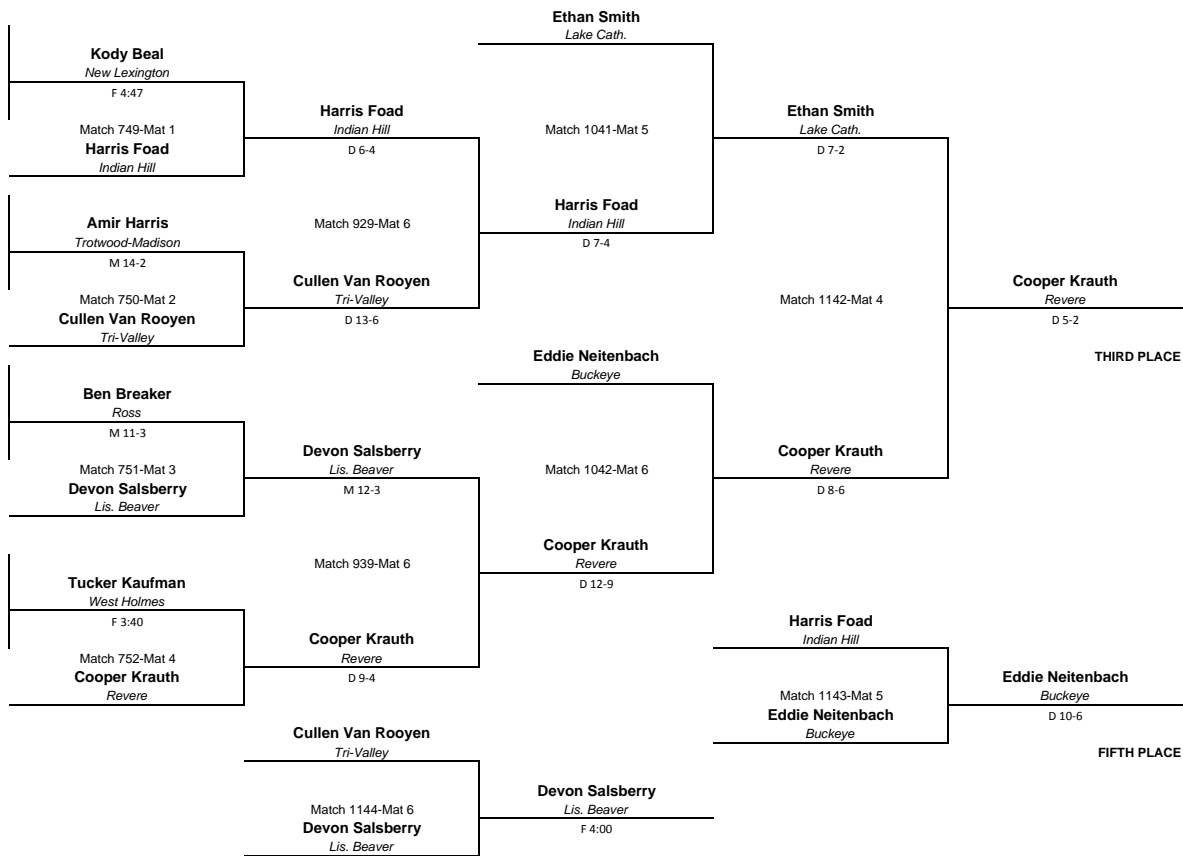 Kody Beal
New Lexington
F 4:47
Match 749-Mat 1
Harris Foad
Indian Hill
Amir Harris
Trotwood-Madison
M 14-2
Match 750-Mat 2
Cullen Van Rooyen
Tri-Valley
Ben Breaker
Ross
M 11-3
Match 751-Mat 3
Devon Salsberry
Lis. Beaver
Tucker Kaufman
West Holmes
F 3:40
Match 752-Mat 4
Cooper Krauth
Revere
Harris Foad
Indian Hill
D 6-4
Match 929-Mat 6
Cullen Van Rooyen
Tri-Valley
D 13-6
Devon Salsberry
Lis. Beaver
M 12-3
Match 939-Mat 6
Cooper Krauth
Revere
D 9-4
Cullen Van Rooyen
Tri-Valley
Match 1144-Mat 6
Devon Salsberry
Lis. Beaver
Ethan Smith
Lake Cath.
Match 1041-Mat 5
Harris Foad
Indian Hill
D 7-4
Eddie Neitenbach
Buckeye
Match 1042-Mat 6
Cooper Krauth
Revere
D 12-9
Devon Salsberry
Lis. Beaver
F 4:00
Ethan Smith
Lake Cath.
D 7-2
Match 1142-Mat 4
Cooper Krauth
Revere
D 8-6
Harris Foad
Indian Hill
Match 1143-Mat 5
Eddie Neitenbach
Buckeye
Cooper Krauth
Revere
D 5-2
THIRD PLACE
Eddie Neitenbach
Buckeye
D 10-6
FIFTH PLACE